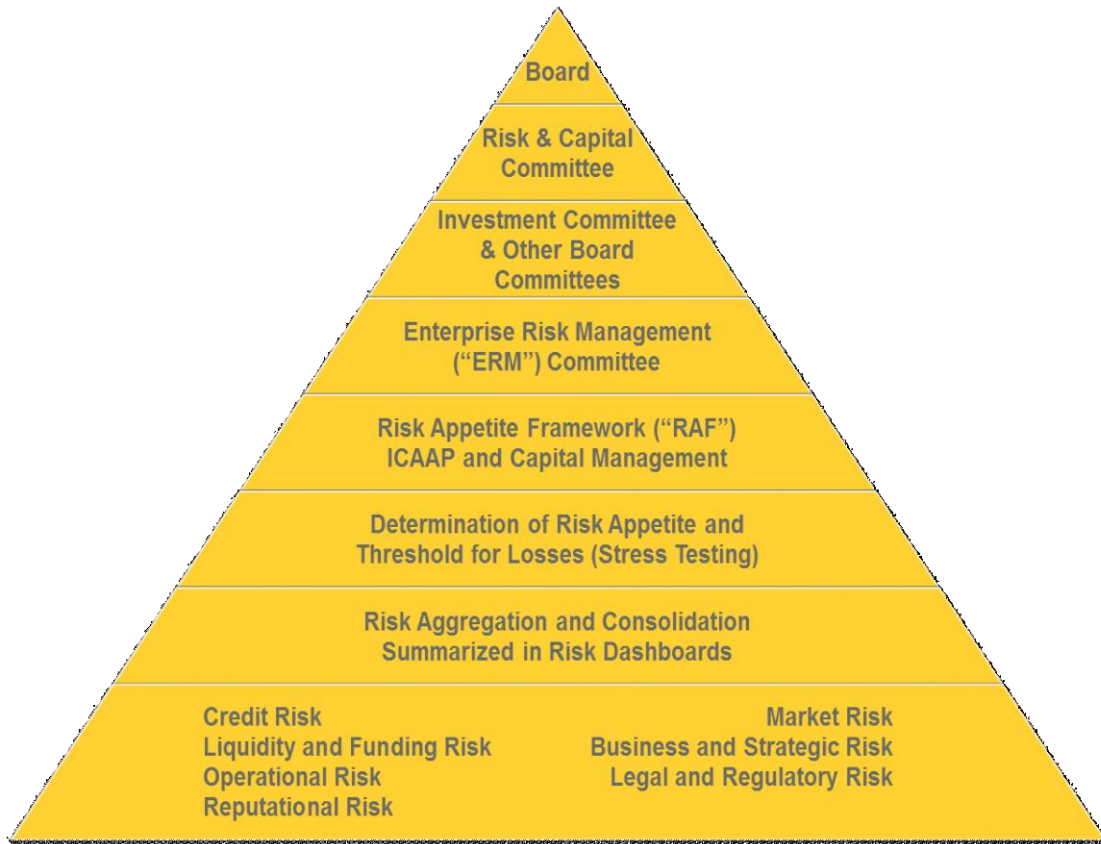 Board
Risk & Capital
Committee
Investment Committee
& Other Board
Committees
Enterprise Risk Management
(“ERM”) Committee
Risk Appetite Framework (“RAF”)
ICAAP and Capital Management
Determination of Risk Appetite and
Threshold for Losses (Stress Testing)
Risk Aggregation and Consolidation
Summarized in Risk Dashboards
Credit Risk
Liquidity and Funding Risk
Operational Risk
Reputational Risk
Market Risk
Business and Strategic Risk
Legal and Regulatory Risk